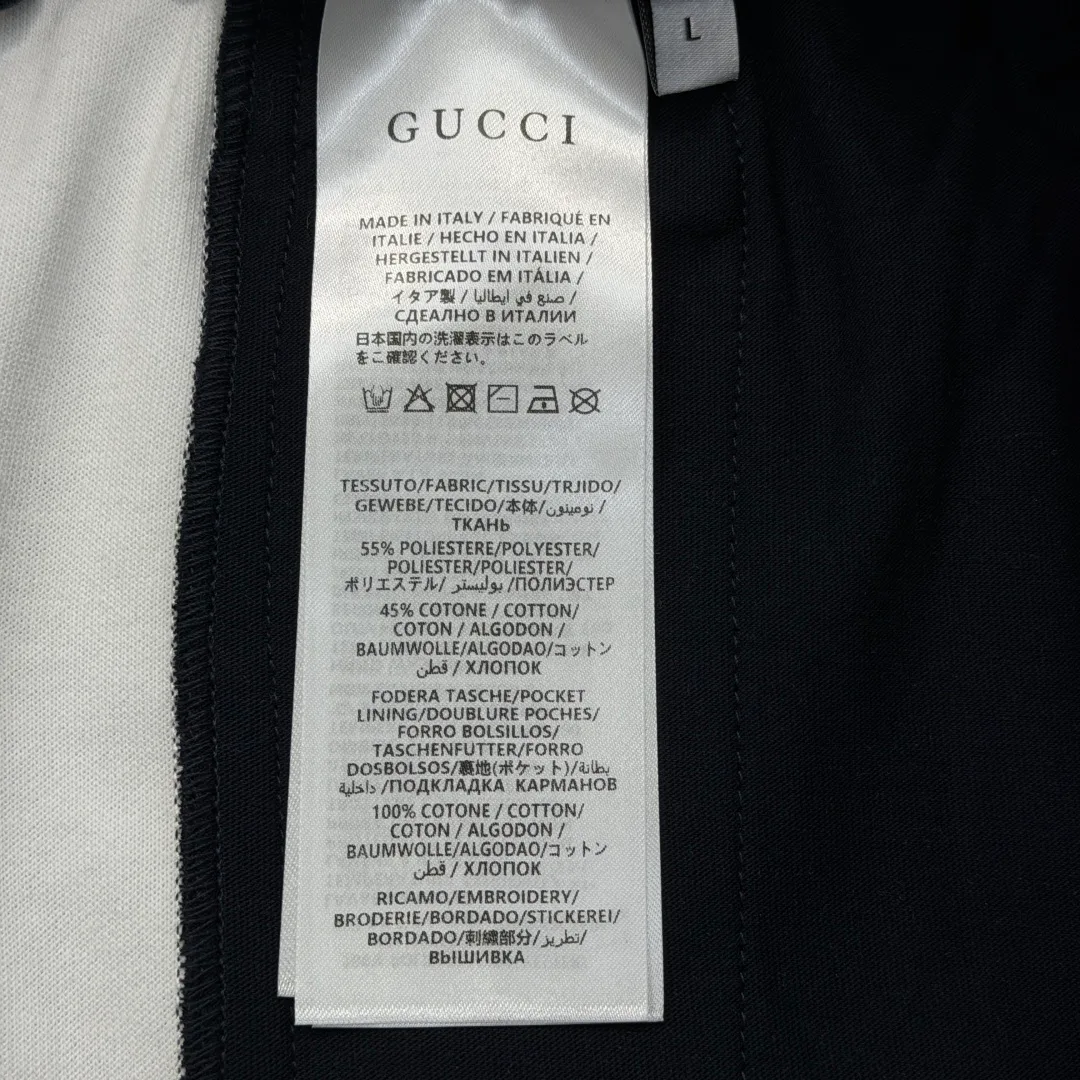 L
GUCCI
MADE IN ITALY / FABRIQUÉ EN
ITALIE / HECHO EN ITALIA /
HERGESTELLT IN ITALIEN /
FABRICADO EM ITÁLIA /
イタア製 / صنع في ايطاليا /
СДЕАЛНО В ИТАЛИИ
日本国内の洗濯表示はこのラベル
をご確認ください。
TESSUTO/FABRIC/TISSU/TRJIDO/
GEWEBE/TECIDO/本体/نومينون /
ТКАНЬ
55% POLIESTERE/POLYESTER/
POLIESTER/POLIESTER/
ポリエステル/ بوليستر /ПОЛИЭСТЕР
45% COTONE / COTTON/
COTON / ALGODON /
BAUMWOLLE/ALGODAO/コットン
قطن / ХЛОПОК
FODERA TASCHE/POCKET
LINING/DOUBLURE POCHES/
FORRO BOLSILLOS/
TASCHENFUTTER/FORRO
DOSBOLSOS/裏地(ポケット)/بطانة
داخلية /ПОДКЛАДКА КАРМАНОВ
100% COTONE / COTTON/
COTON / ALGODON /
BAUMWOLLE/ALGODAO/コットン
قطن / ХЛОПОК
RICAMO/EMBROIDERY/
BRODERIE/BORDADO/STICKEREI/
BORDADO/刺繍部分/تطريز/
ВЫШИВКА